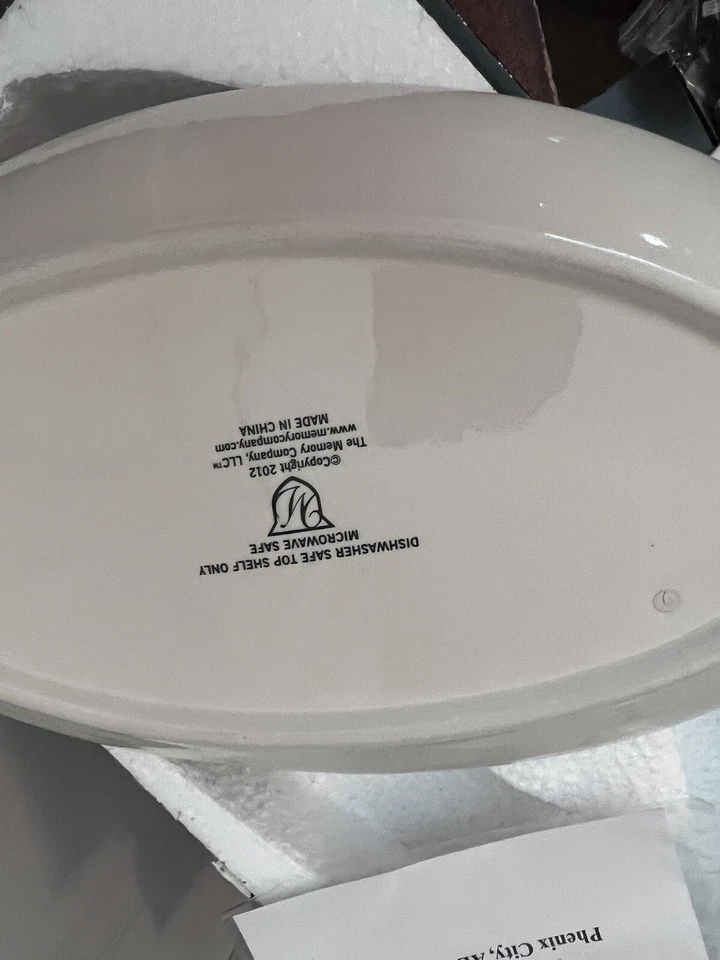 Phenix City, AL
DISHWASHER SAFE TOP SHELF ONLY
MICROWAVE SAFE
M
©Copyright 2012
The Memory Company, LLC™
www.memorycompany.com
MADE IN CHINA